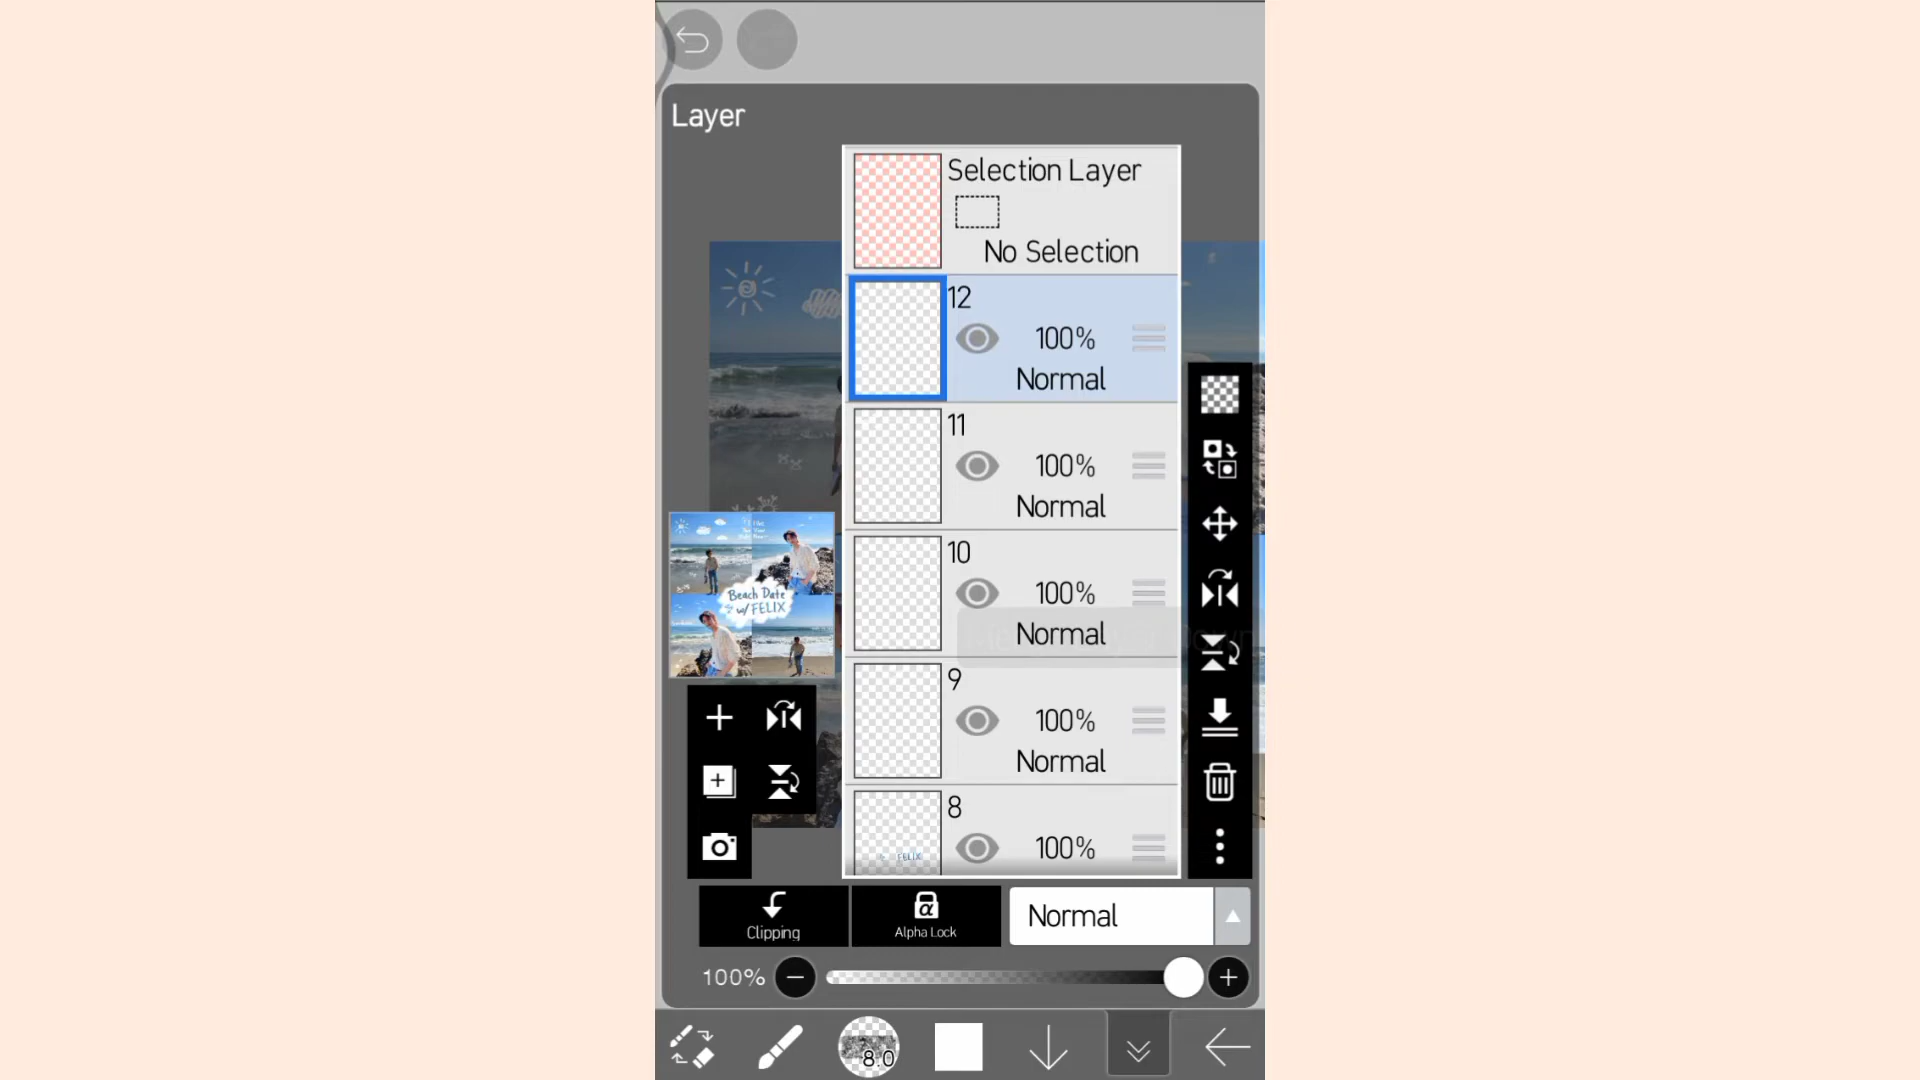 Layer
Selection Layer
No Selection
12
100%
Normal
11
100%
Normal
10
100%
Normal
9
100%
Normal
8
100%
FELIX
Beach Date
w/ FELIX
Clipping
α
Alpha Lock
Normal
100%
8.0